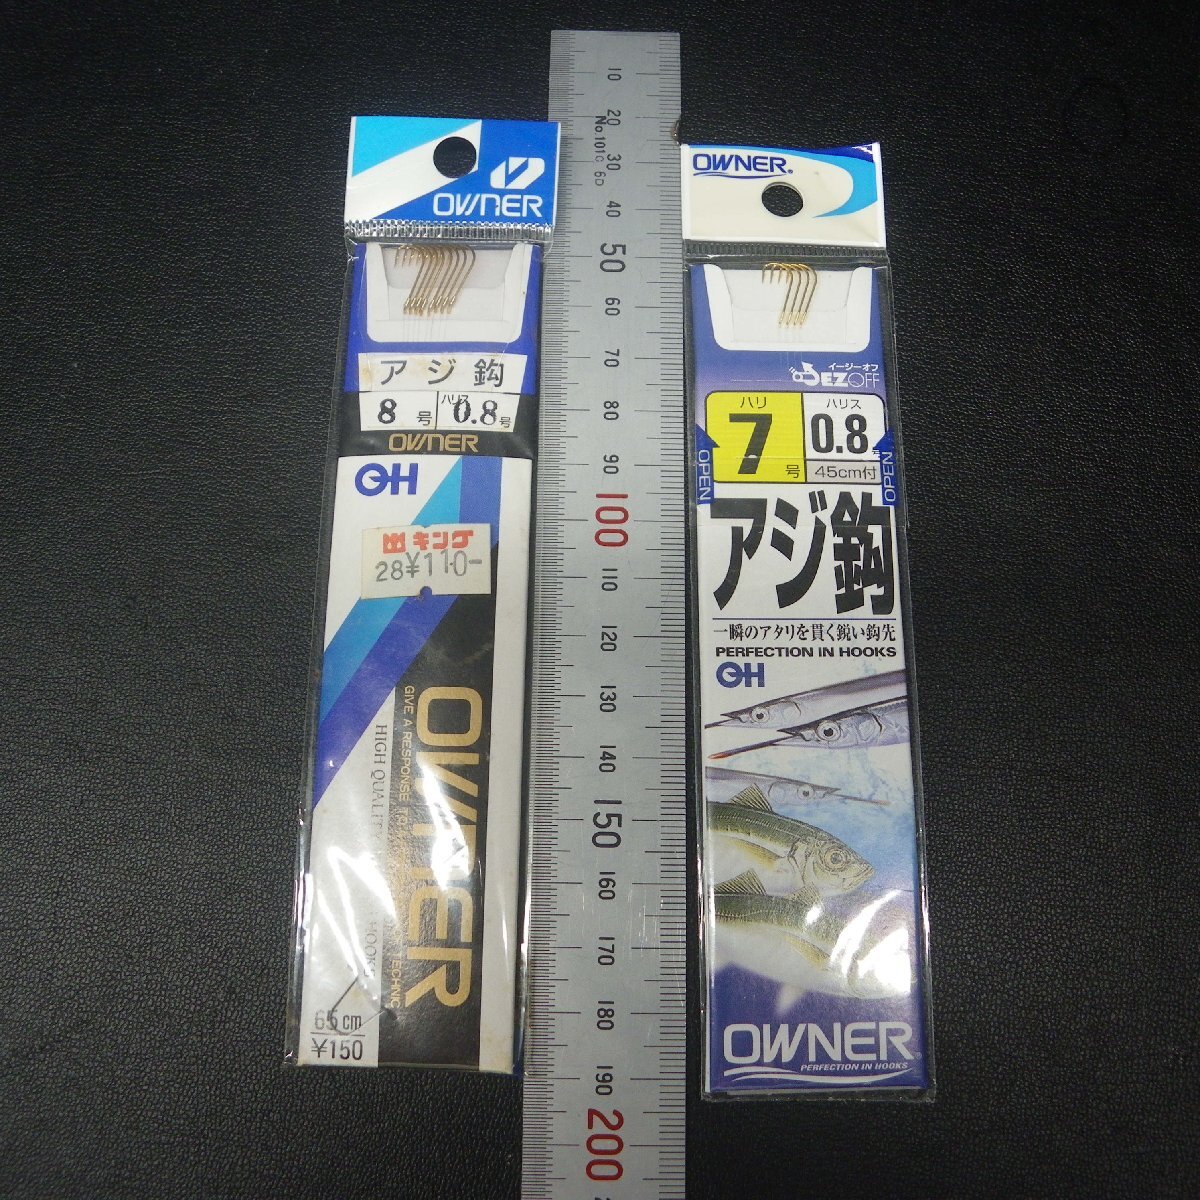 OWNER
アジ鈎
8号
ハリス
0.8号
OWNER
OH
キング
28¥110-
OWNER
GIVE A RESPONSE TO
TECHNIC
HIGH QUALITY
65cm
¥150
10
20
No.101C 6D
30
40
50
60
70
80
90
100
110
120
130
140
150
160
170
180
190
200
OWNER®
イージーオフ
EZOFF
ハリ
7号
ハリス
0.8
45cm付
OPEN
OPEN
アジ鈎
一瞬のアタリを貫く鋭い鈎先
PERFECTION IN HOOKS
OH
OWNER®
PERFECTION IN HOOKS